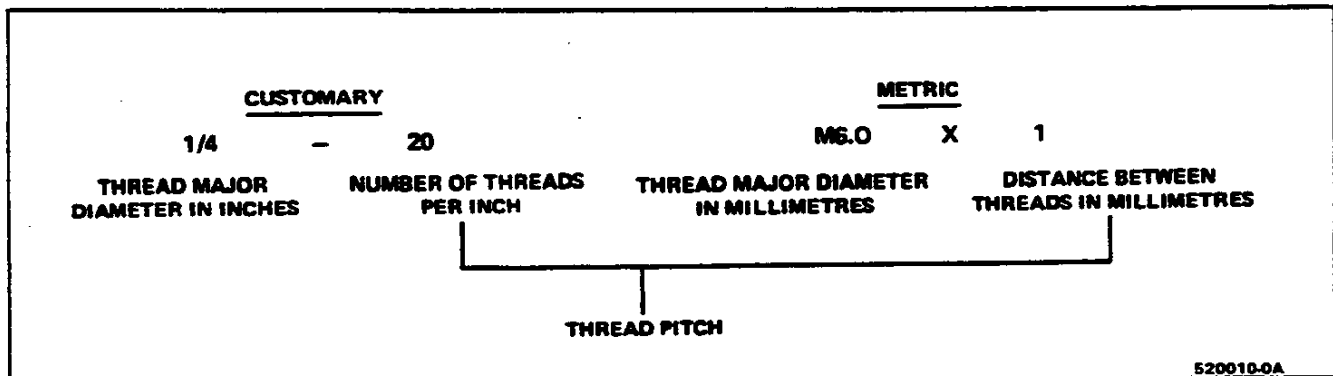 CUSTOMARY
1/4 – 20
THREAD MAJOR
DIAMETER IN INCHES
NUMBER OF THREADS
PER INCH
METRIC
M6.0 X 1
THREAD MAJOR DIAMETER
IN MILLIMETRES
DISTANCE BETWEEN
THREADS IN MILLIMETRES
THREAD PITCH
520010-0A